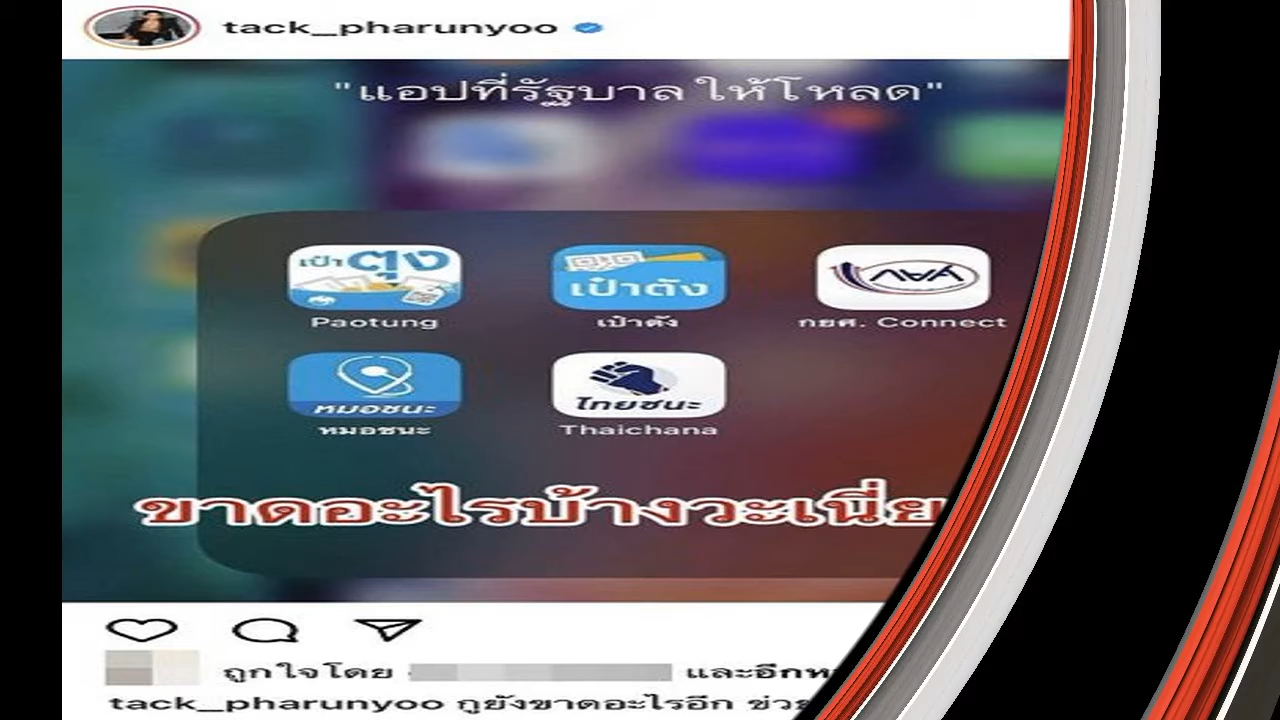 tack_pharunyoo
"แอปที่รัฐบาล ให้โหลด"
เป๋าตุง
เป๋าตัง
กยศ
Paotung
เป๋าตัง
กยศ. Connect
หมอชนะ
ไทยชนะ
หมอชนะ
Thaichana
ขาดอะไรบ้างวะเนี่ย
ถูกใจโดย
และอีกห
tack_pharunyoo กูยังขาดอะไรอีก ช่วย